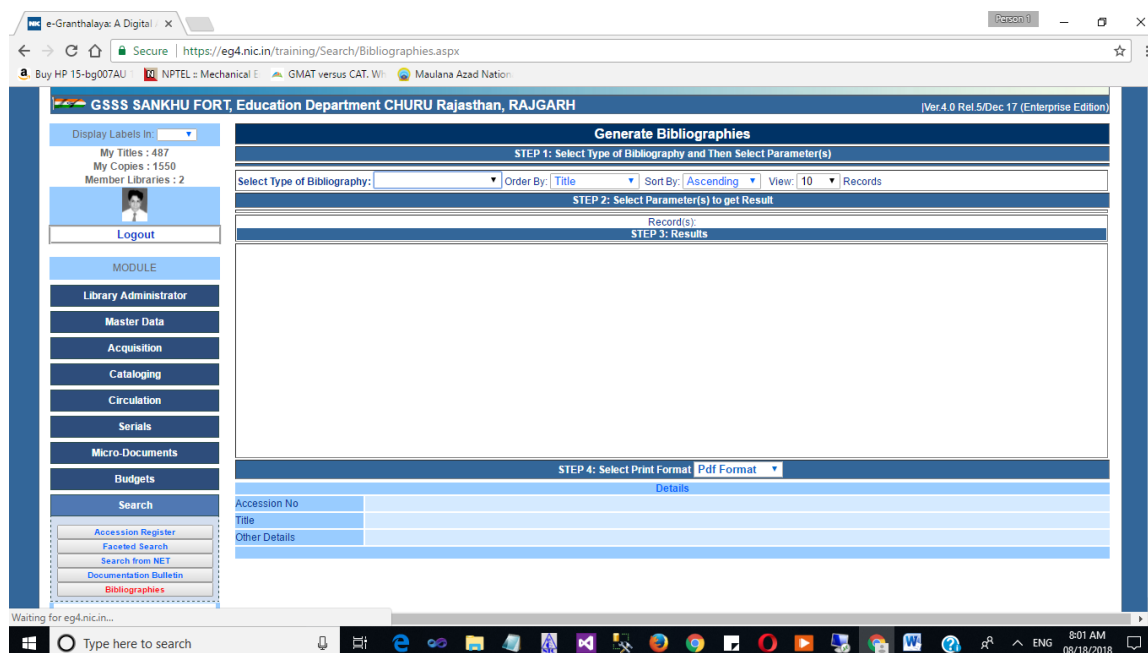 Person 1
NIC e-Granthalaya: A Digital
Secure | https://eg4.nic.in/training/Search/Bibliographies.aspx
Buy HP 15-bg007AU NPTEL :: Mechanical E GMAT versus CAT. Wh Maulana Azad Nation
GSSS SANKHU FORT, Education Department CHURU Rajasthan, RAJGARH |Ver.4.0 Rel.5/Dec 17 (Enterprise Edition)
Display Labels In:
My Titles : 487
My Copies : 1550
Member Libraries : 2
Logout
MODULE
Library Administrator
Master Data
Acquisition
Cataloging
Circulation
Serials
Micro-Documents
Budgets
Search
Accession Register
Faceted Search
Search from NET
Documentation Bulletin
Bibliographies
Generate Bibliographies
STEP 1: Select Type of Bibliography and Then Select Parameter(s)
Select Type of Bibliography: Order By: Title Sort By: Ascending View: 10 Records
STEP 2: Select Parameter(s) to get Result
Record(s):
STEP 3: Results
STEP 4: Select Print Format Pdf Format
Details
Accession No
Title
Other Details
Waiting for eg4.nic.in...
Type here to search
ENG
8:01 AM
08/18/2018